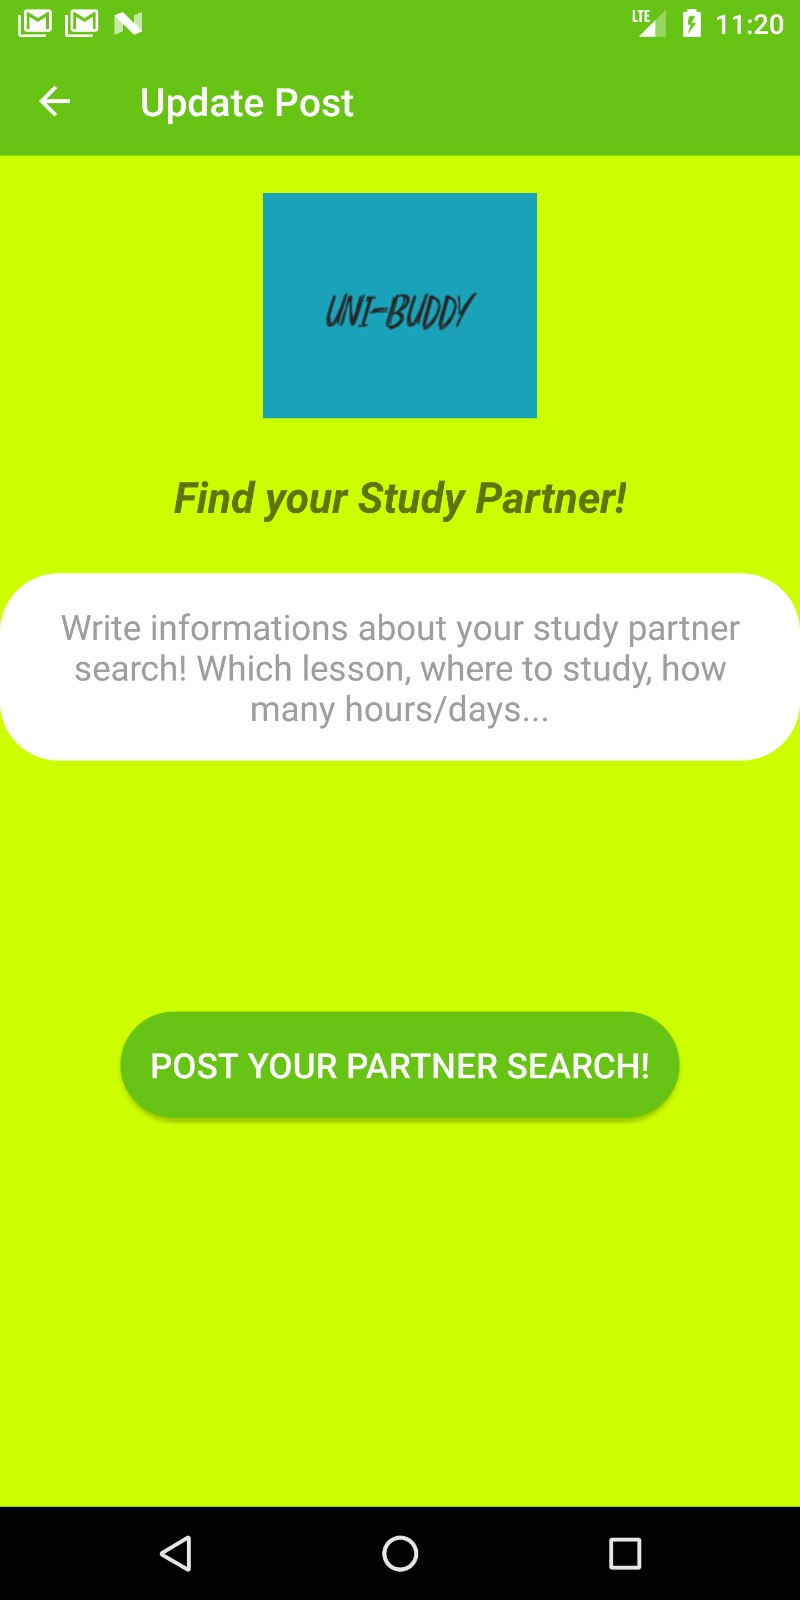 LTE 11:20
Update Post
UNI-BUDDY
Find your Study Partner!
Write informations about your study partner
search! Which lesson, where to study, how
many hours/days...
POST YOUR PARTNER SEARCH!